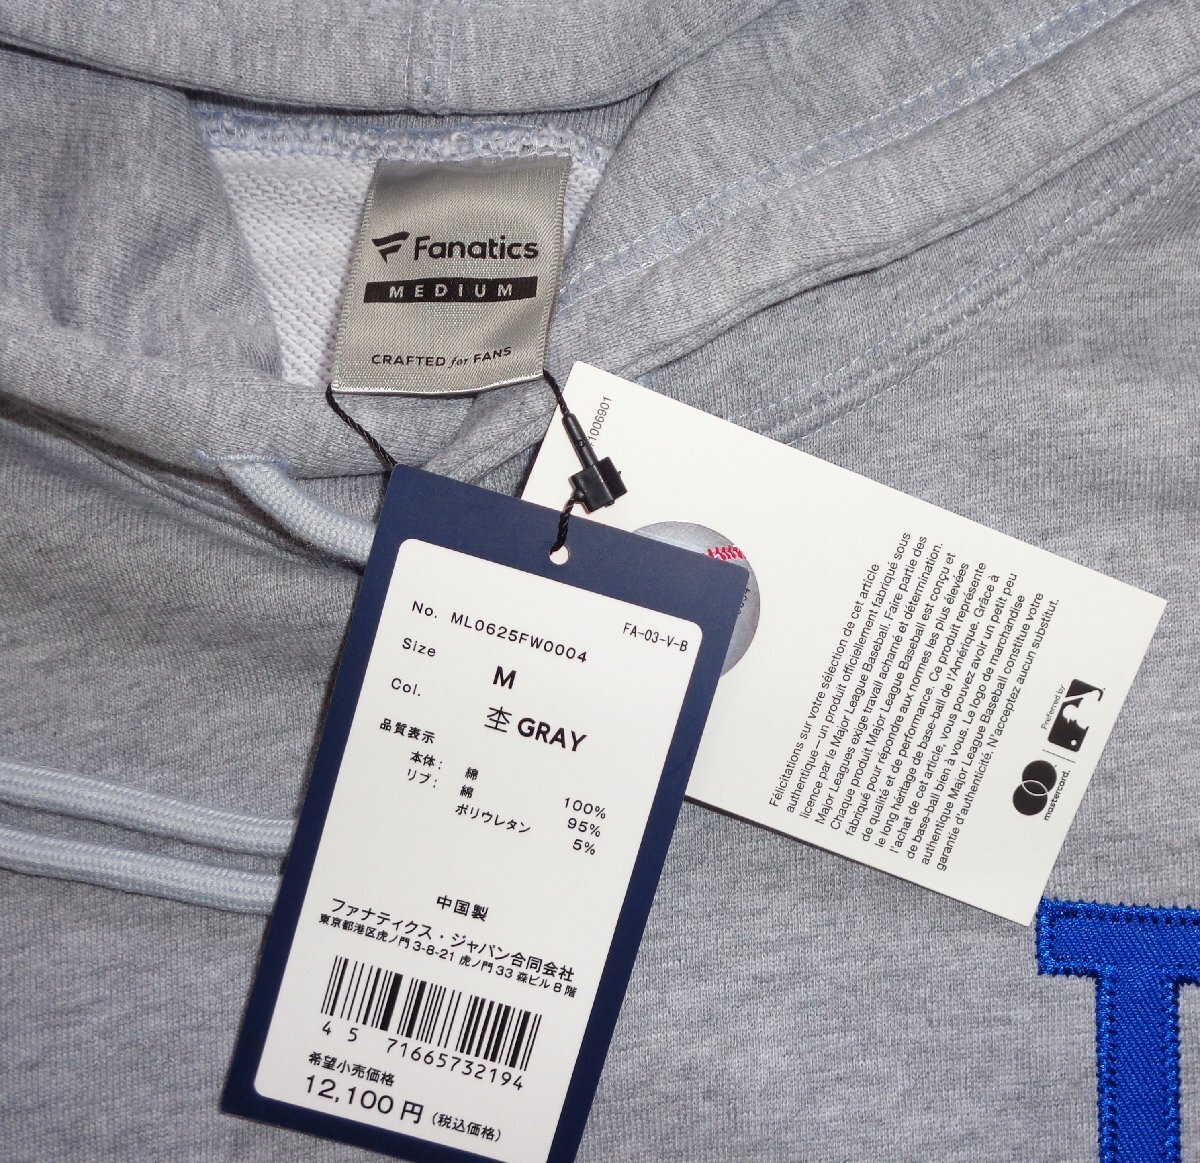 Fanatics
MEDIUM
CRAFTED for FANS
No. ML0625FW0004
FA-03-V-B
Size M
Col. 杢 GRAY
品質表示
本体: 綿 100%
リブ: 綿 95%
ポリウレタン 5%
中国製
ファナティクス・ジャパン合同会社
東京都港区虎ノ門 3-8-21 虎ノ門 33 森ビル 8 階
4 5 71665732194
希望小売価格
12,100 円 (税込価格)
1006901
Félicitations sur votre sélection de cet article
authentique—un produit officiellement fabriqué sous
licence par le Major League Baseball. Faire partie des
Major Leagues exige travail acharné et détermination.
Chaque produit Major League Baseball est conçu et
fabriqué pour répondre aux normes les plus élevées
de qualité et de performance. Ce produit représente
le long héritage de base-ball de l'Amérique. Grâce à
l'achat de cet article, vous pouvez avoir un petit peu
de base-ball bien à vous. Le logo de marchandise
authentique Major League Baseball constitue votre
garantie d'authenticité. N'acceptez aucun substitut.
Preferred by
mastercard.